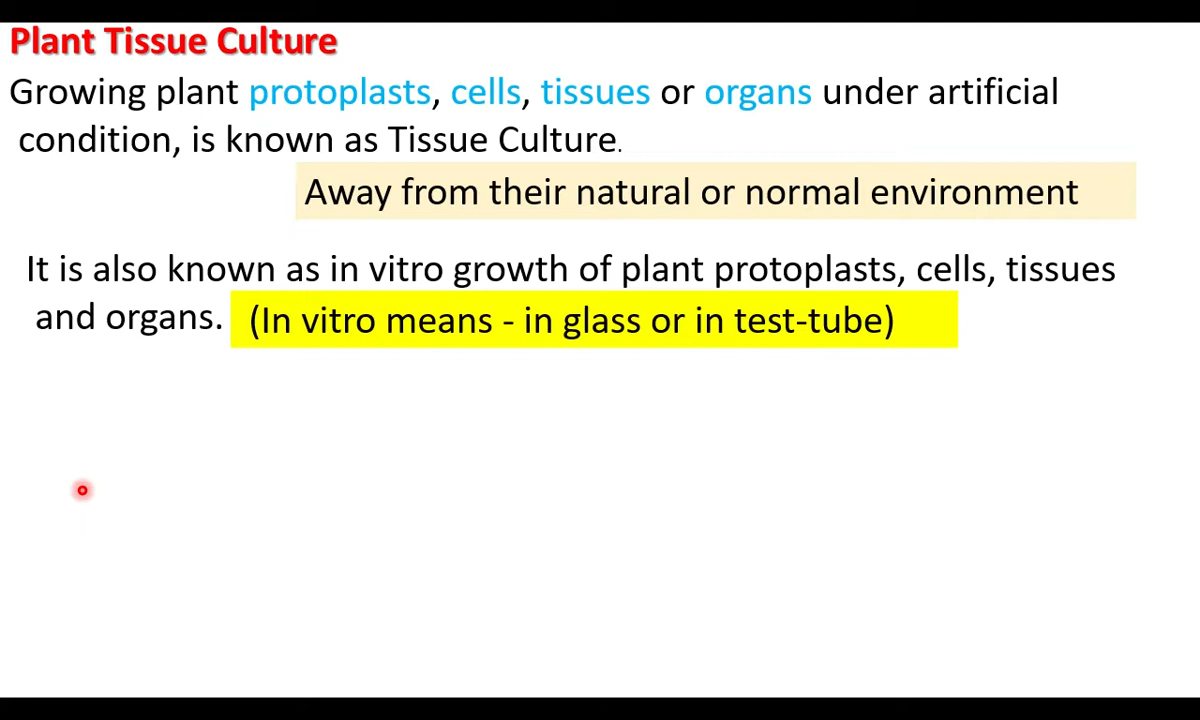 Plant Tissue Culture
Growing plant protoplasts, cells, tissues or organs under artificial
condition, is known as Tissue Culture.
Away from their natural or normal environment
It is also known as in vitro growth of plant protoplasts, cells, tissues
and organs. (In vitro means - in glass or in test-tube)